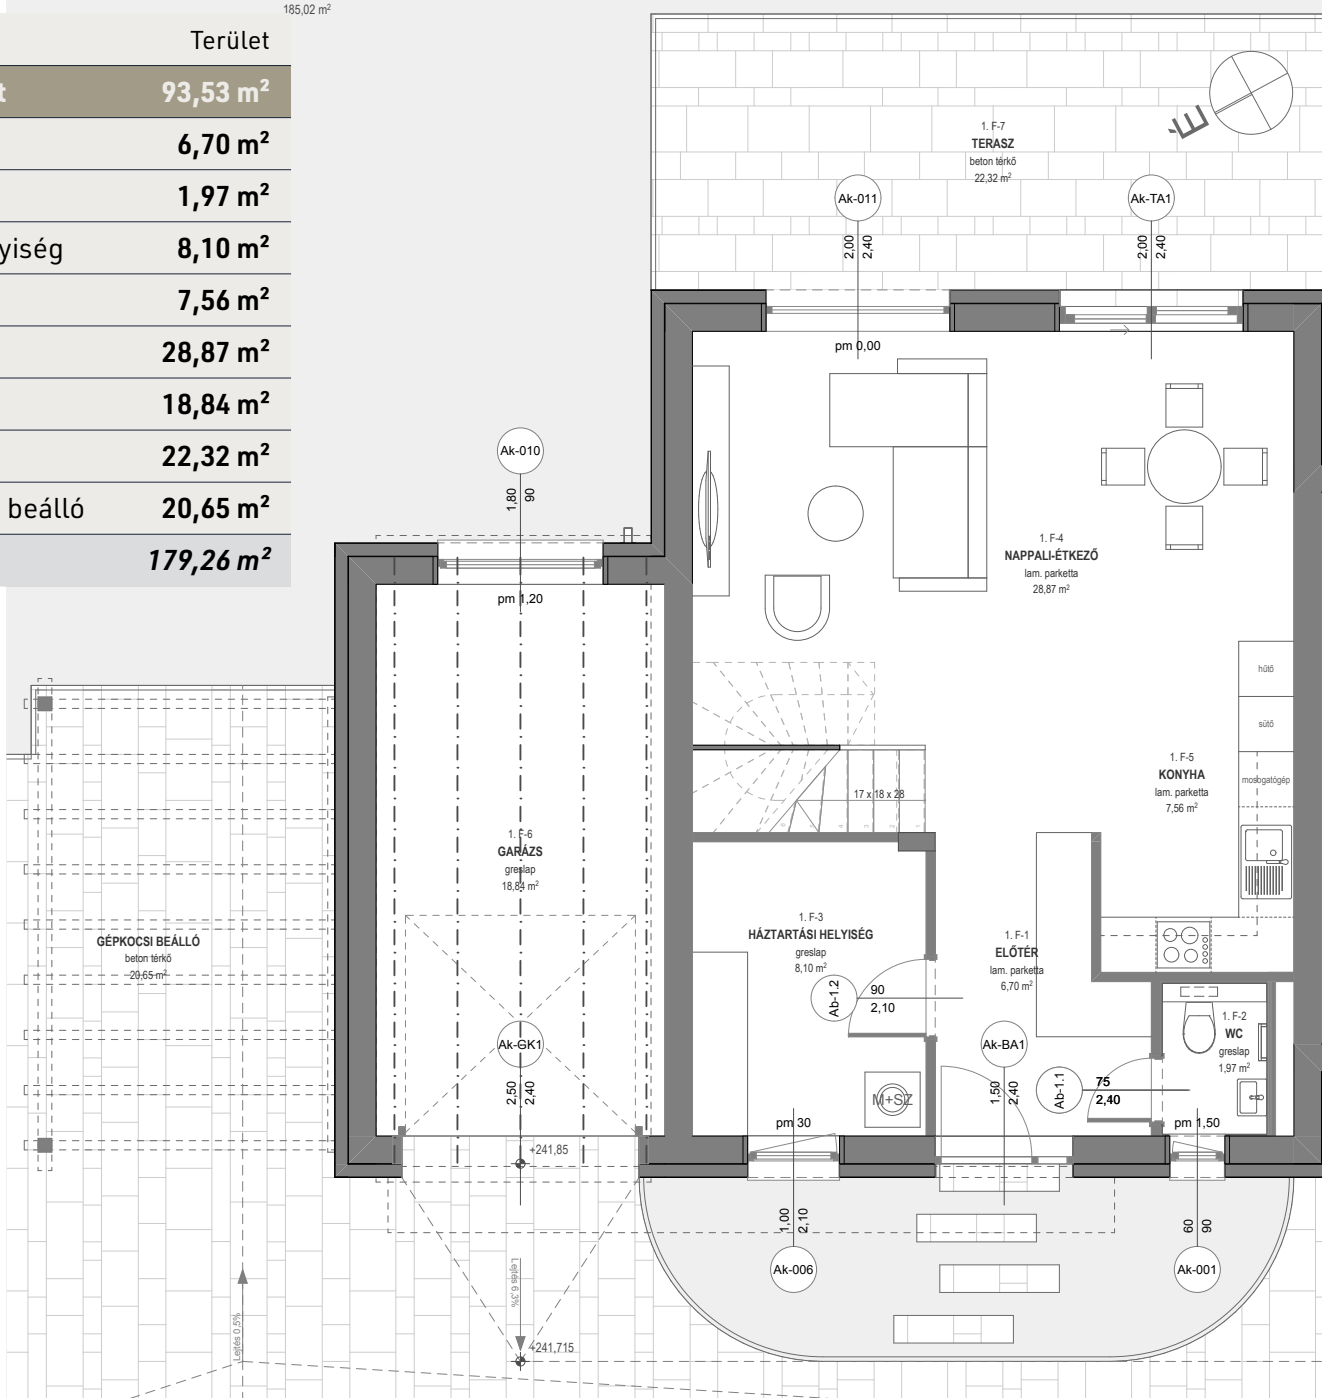 185,02 m²
Terület
t 93,53 m²
6,70 m²
1,97 m²
yiség 8,10 m²
7,56 m²
28,87 m²
18,84 m²
22,32 m²
beálló 20,65 m²
179,26 m²
É
1. F-7
TERASZ
beton térkő
22,32 m²
Ak-011
2,00
2,40
Ak-TA1
2,00
2,40
pm 0,00
Ak-010
1,80
90
pm 1,20
1. F-4
NAPPALI-ÉTKEZŐ
lam. parketta
28,87 m²
hűtő
sütő
mosogatógép
1. F-5
KONYHA
lam. parketta
7,56 m²
17 x 18 x 28
1. F-6
GARÁZS
greslap
18,84 m²
GÉPKOCSI BEÁLLÓ
beton térkő
20,65 m²
1. F-3
HÁZTARTÁSI HELYISÉG
greslap
8,10 m²
1. F-1
ELŐTÉR
lam. parketta
6,70 m²
Ab-1.2
90
2,10
1. F-2
WC
greslap
1,97 m²
Ak-GK1
2,50
2,40
Ak-BA1
1,50
2,40
Ab-1.1
75
2,40
M+SZ
pm 30
pm 1,50
+241,85
1,00
2,10
Ak-006
60
90
Ak-001
Lejtés 6,3%
Lejtés 0,5%
+241,715